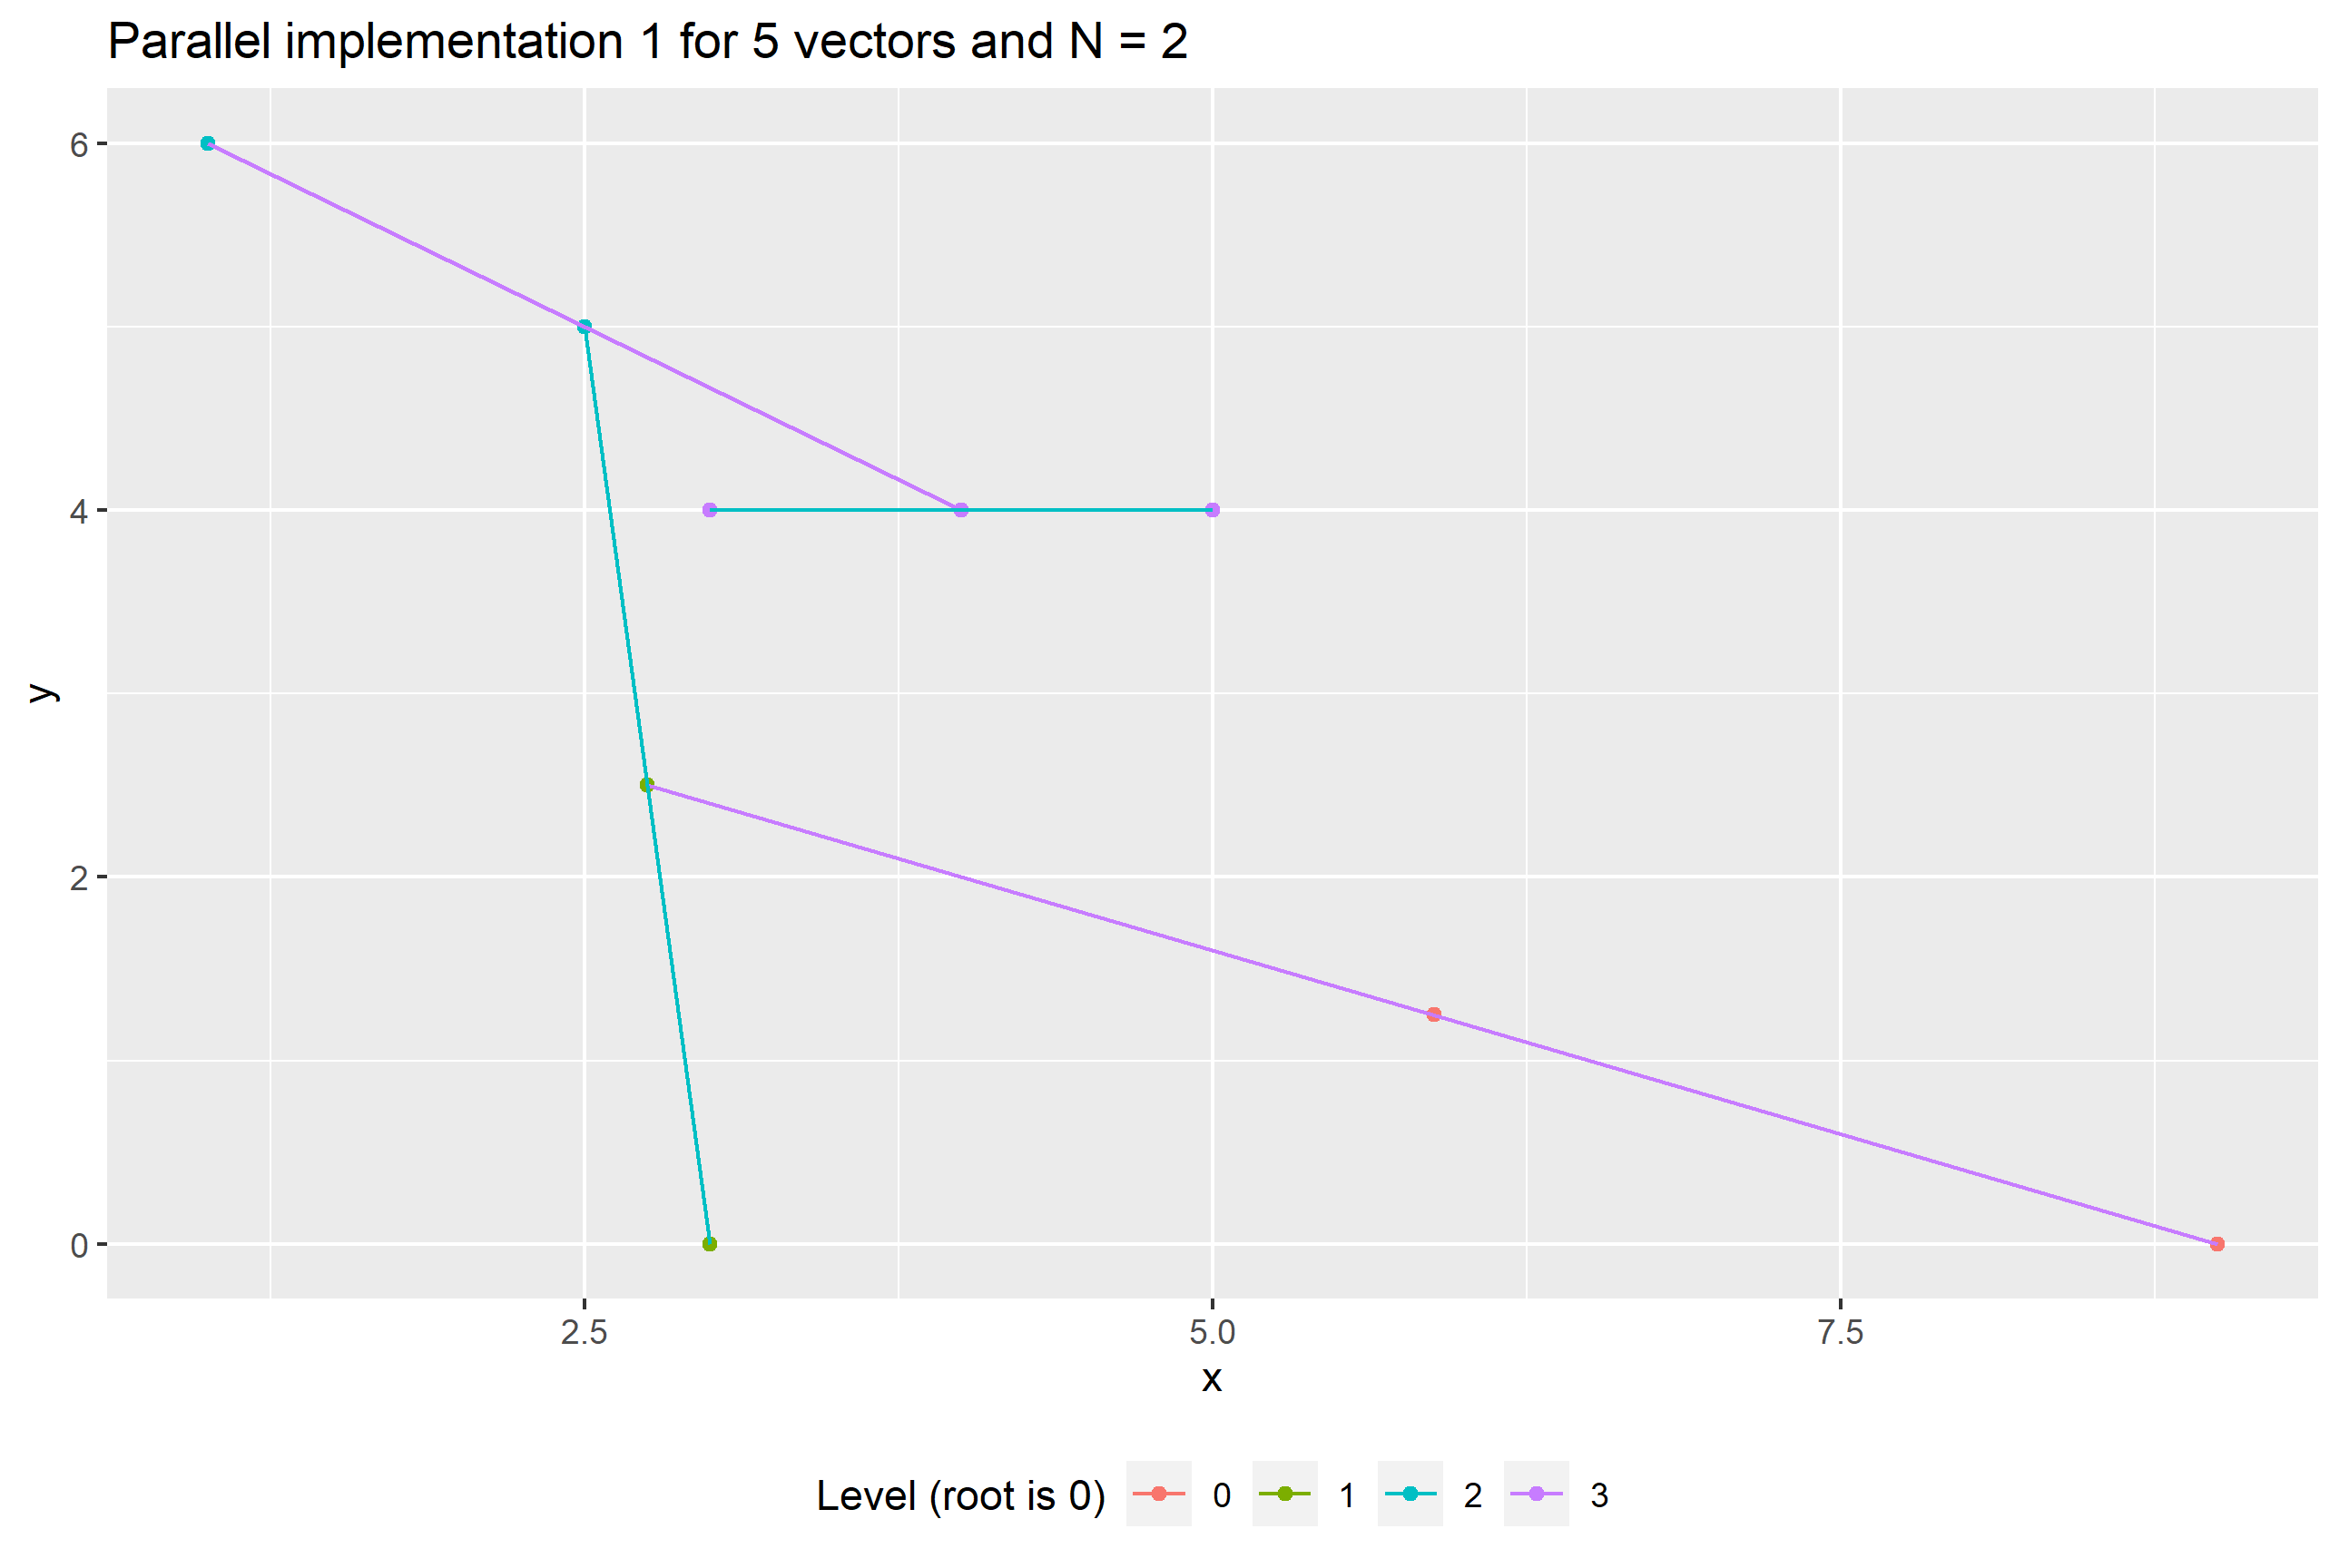 Parallel implementation 1 for 5 vectors and N = 2
6
4
2
0
y
2.5 5.0 7.5
x
Level (root is 0) 0 1 2 3